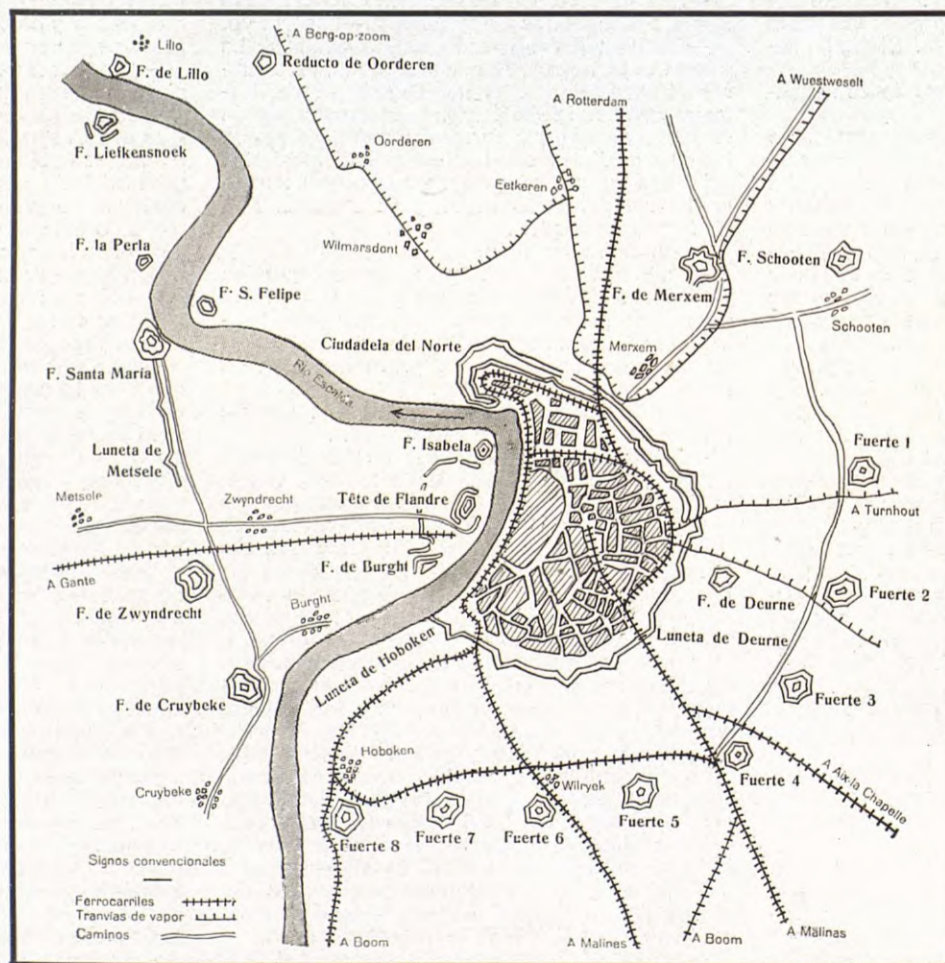 A Berg-op-zoom
Lillo
F. de Lillo
Reducto de Oorderen
A Wuestweselt
A Rotterdam
F. Liefkensnoek
Oorderen
Eetkeren
Wilmarsdont
F. la Perla
F. Schooten
F. de Merxem
F. S. Felipe
Schooten
Ciudadela del Norte
Merxem
Río Escalda
F. Santa María
F. Isabela
Fuerte 1
Luneta de
Metsele
Metsele
Zwyndrecht
Tête de Flandre
A Turnhout
A Gante
F. de Burght
F. de Deurne
Fuerte 2
F. de Zwyndrecht
Burght
Luneta de Deurne
Luneta de Hoboken
F. de Cruybeke
Fuerte 3
Hoboken
Fuerte 4
A Aix-la Chapelle
Cruybeke
Wilryek
Fuerte 5
Fuerte 8
Fuerte 7
Fuerte 6
Signos convencionales
Ferrocarriles
Tranvías de vapor
Caminos
A Boom
A Malines
A Boom
A Malinas